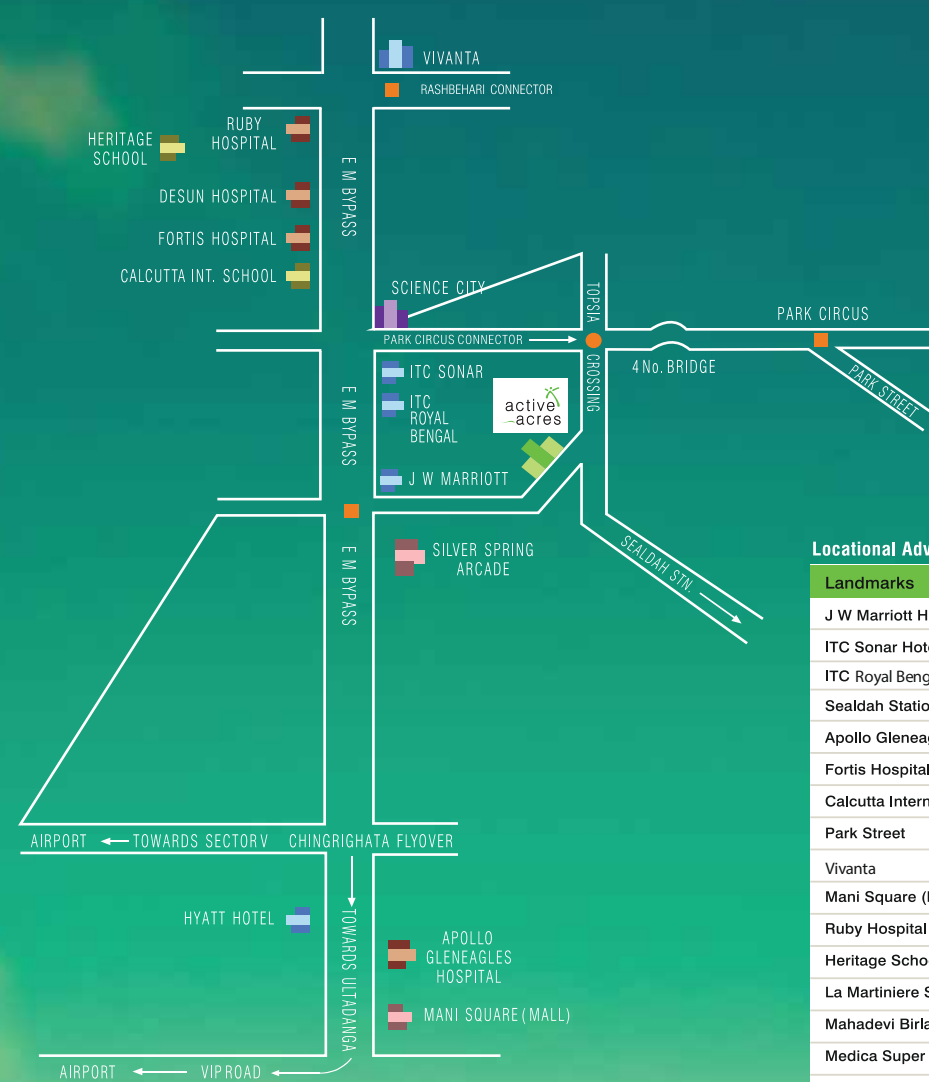 VIVANTA
RASHBEHARI CONNECTOR
RUBY
HOSPITAL
HERITAGE
SCHOOL
E M BYPASS
DESUN HOSPITAL
FORTIS HOSPITAL
CALCUTTA INT. SCHOOL
SCIENCE CITY
TOPSIA
CROSSING
PARK CIRCUS
PARK CIRCUS CONNECTOR
4 No. BRIDGE
PARK STREET
ITC SONAR
ITC
ROYAL
BENGAL
active
acres
E M BYPASS
J W MARRIOTT
SILVER SPRING
ARCADE
E M BYPASS
SEALDAH STN.
AIRPORT
TOWARDS SECTOR V
CHINGRIGHATA FLYOVER
HYATT HOTEL
TOWARDS ULTADANGA
APOLLO
GLENEAGLES
HOSPITAL
MANI SQUARE (MALL)
AIRPORT
VIP ROAD
Locational Adv
Landmarks
J W Marriott H
ITC Sonar Hot
ITC Royal Beng
Sealdah Statio
Apollo Glenea
Fortis Hospital
Calcutta Intern
Park Street
Vivanta
Mani Square (
Ruby Hospital
Heritage Scho
La Martiniere S
Mahadevi Birla
Medica Super